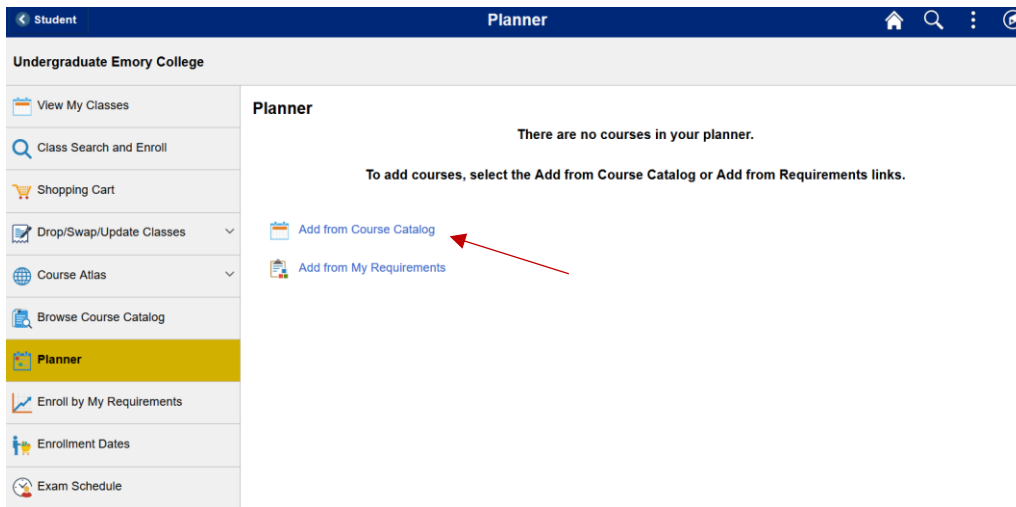 Student
Planner
Undergraduate Emory College
View My Classes
Class Search and Enroll
Shopping Cart
Drop/Swap/Update Classes
Course Atlas
Browse Course Catalog
Planner
Enroll by My Requirements
Enrollment Dates
Exam Schedule
Planner
There are no courses in your planner.
To add courses, select the Add from Course Catalog or Add from Requirements links.
Add from Course Catalog
Add from My Requirements